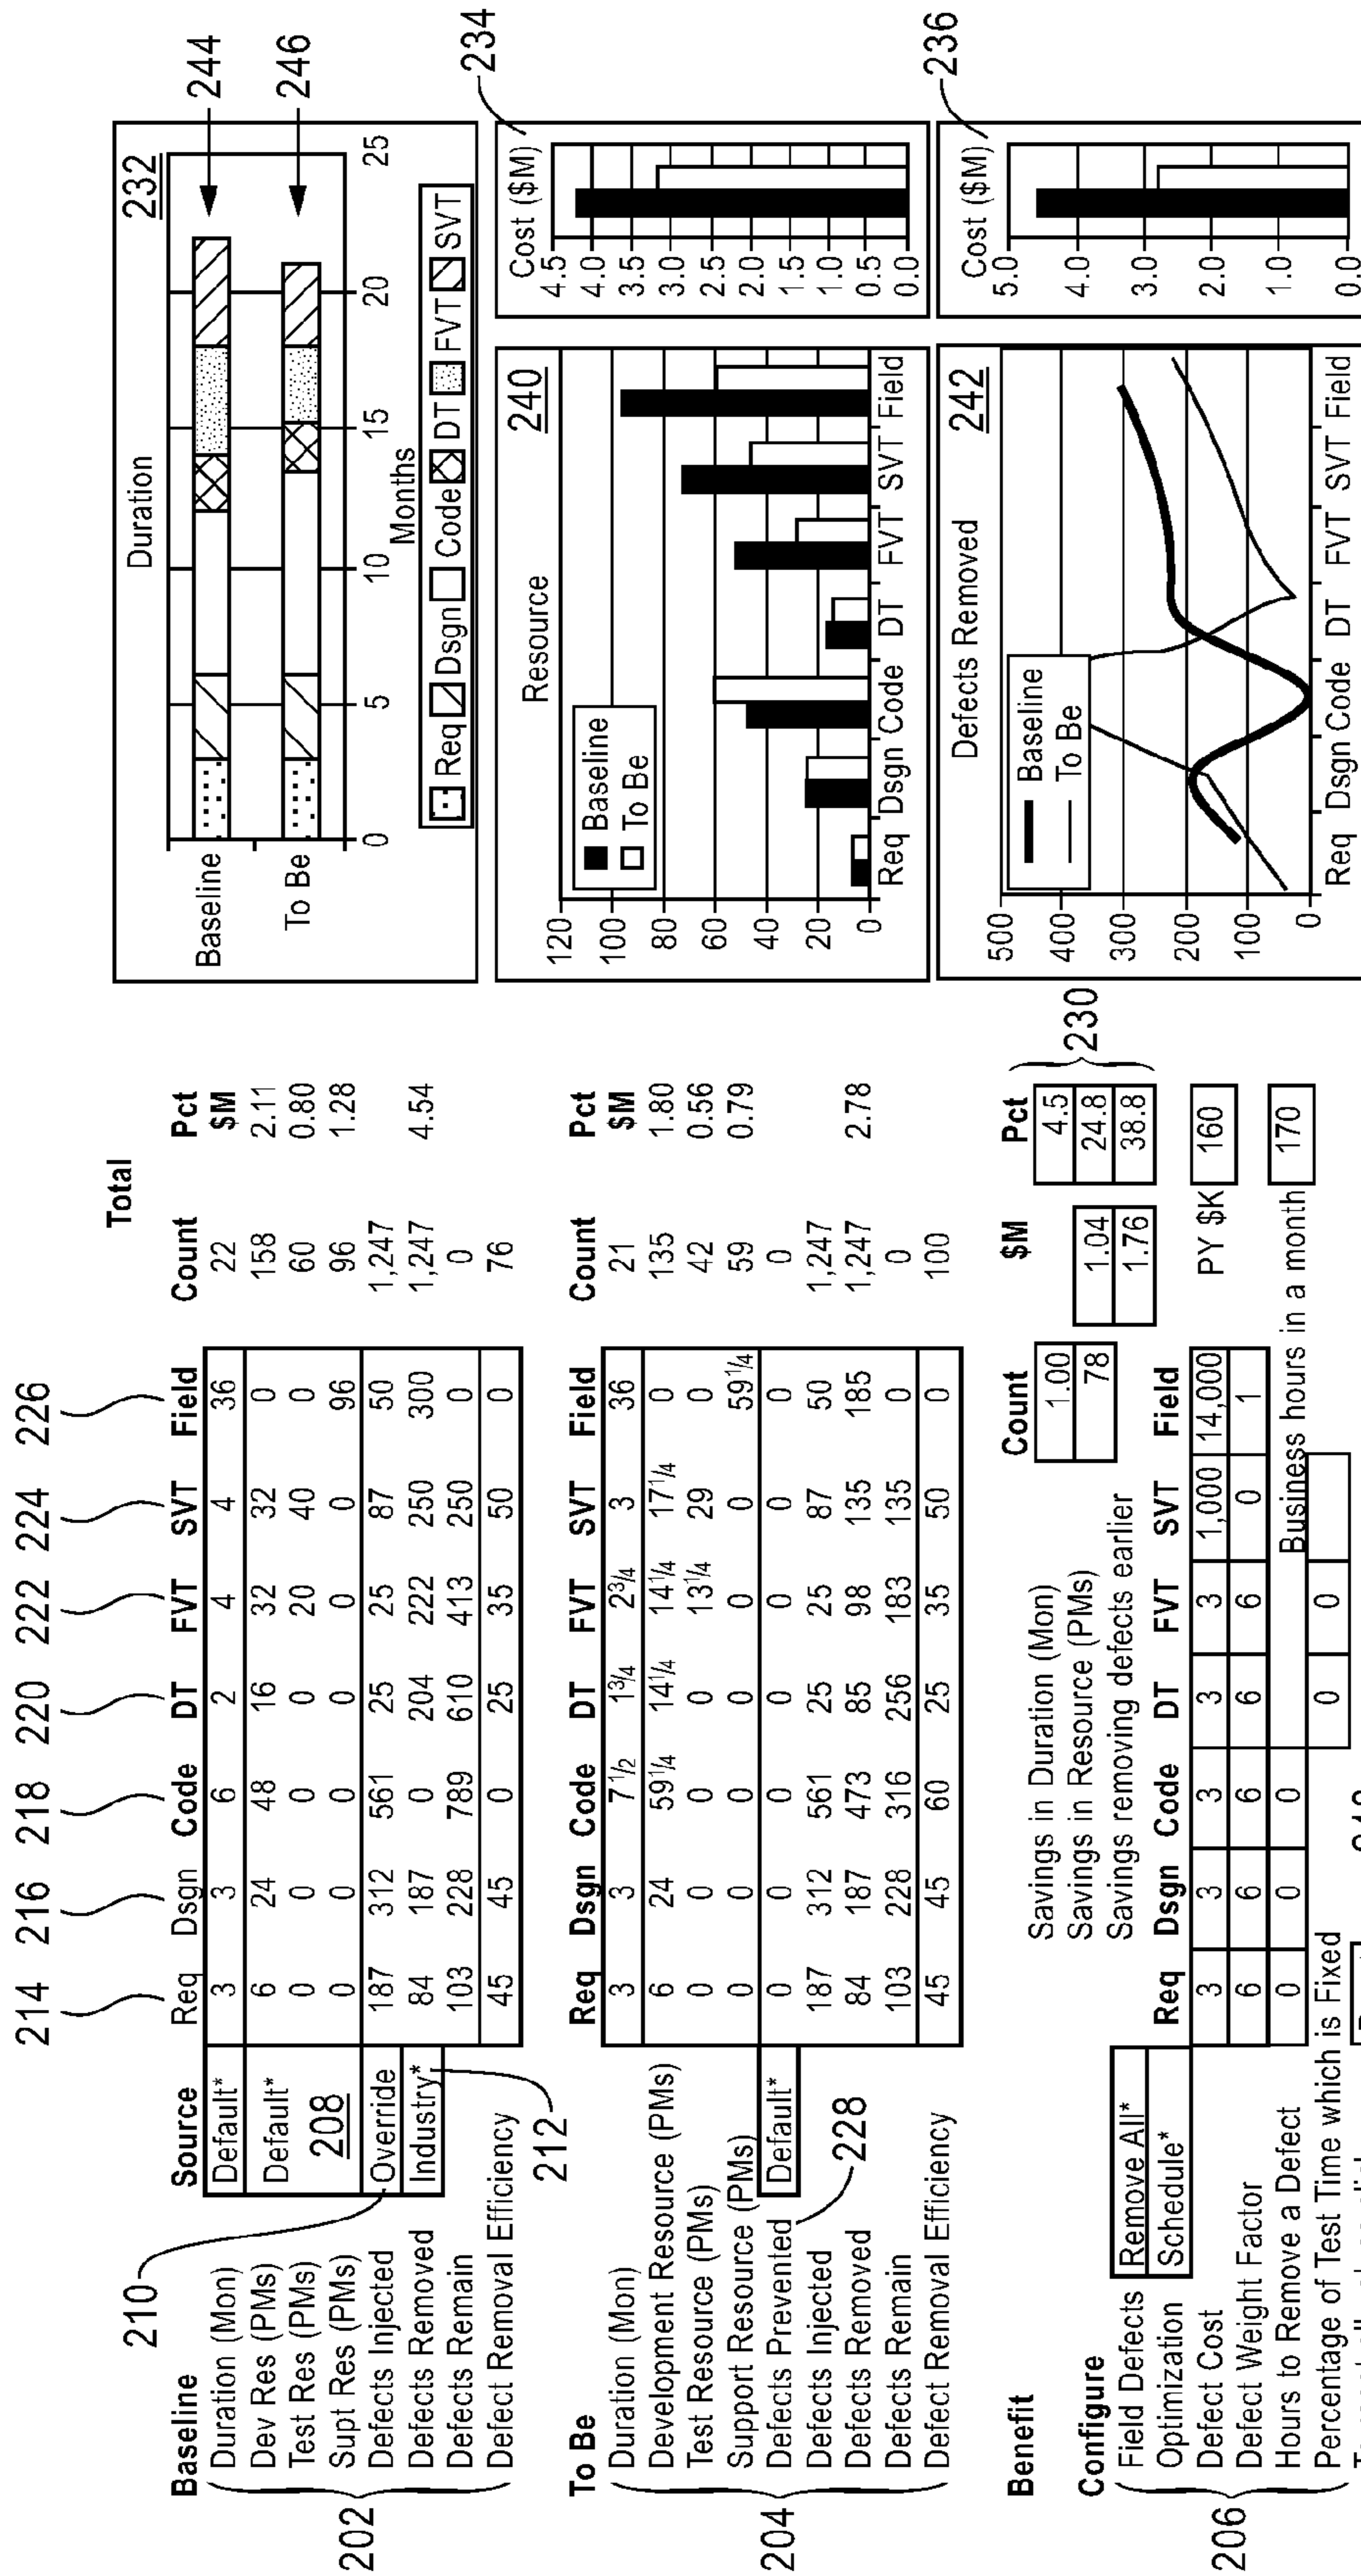 214 216 218 220 222 224 226
Total
Baseline Source Req Dsgn Code DT FVT SVT Field Count Pct
$M
210
Duration (Mon) Default* 3 3 6 2 4 4 36 22
Dev Res (PMs) Default* 6 24 48 16 32 32 0 158 2.11
Test Res (PMs) 208 0 0 0 0 20 40 0 60 0.80
Supt Res (PMs) 0 0 0 0 0 0 96 96 1.28
Defects Injected Override 187 312 561 25 25 87 50 1,247
Defects Removed Industry* 84 187 0 204 222 250 300 1,247 4.54
Defects Remain 103 228 789 610 413 250 0 0
Defect Removal Efficiency 45 45 0 25 35 50 0 76
202
212
To Be Req Dsgn Code DT FVT SVT Field Count Pct
$M
Duration (Mon) 3 3 7 1/2 1 3/4 2 3/4 3 36 21
Development Resource (PMs) 6 24 59 1/4 14 1/4 14 1/4 17 1/4 0 135 1.80
Test Resource (PMs) 0 0 0 0 13 1/4 29 0 42 0.56
Support Resource (PMs) 0 0 0 0 0 0 59 1/4 59 0.79
Defects Prevented Default* 0 0 0 0 0 0 0 0
Defects Injected 187 312 561 25 25 87 50 1,247
Defects Removed 84 187 473 85 98 135 185 1,247 2.78
Defects Remain 103 228 316 256 183 135 0 0
Defect Removal Efficiency 45 45 60 25 35 50 0 100
204
228
Benefit Count $M Pct
Savings in Duration (Mon) 1.00 4.5
Savings in Resource (PMs) 78 1.04 24.8
Savings removing defects earlier 1.76 38.8
230
Configure
Field Defects Remove All*
Optimization Schedule* Req Dsgn Code DT FVT SVT Field
Defect Cost 3 3 3 3 3 1,000 14,000 PY $K 160
Defect Weight Factor 6 6 6 6 6 0 1
Hours to Remove a Defect 0 0 0 Business hours in a month 170
Percentage of Test Time which is Fixed 0 0
206
Duration 232
Baseline 244
To Be 246
0 5 10 15 20 25
Months
Req Dsgn Code DT FVT SVT
Resource 240
Baseline
To Be
120
100
80
60
40
20
0
Req Dsgn Code DT FVT SVT Field
Cost ($M) 234
4.5
4.0
3.5
3.0
2.5
2.0
1.5
1.0
0.5
0.0
Defects Removed 242
Baseline
To Be
500
400
300
200
100
0
Req Dsgn Code DT FVT SVT Field
Cost ($M) 236
5.0
4.0
3.0
2.0
1.0
0.0